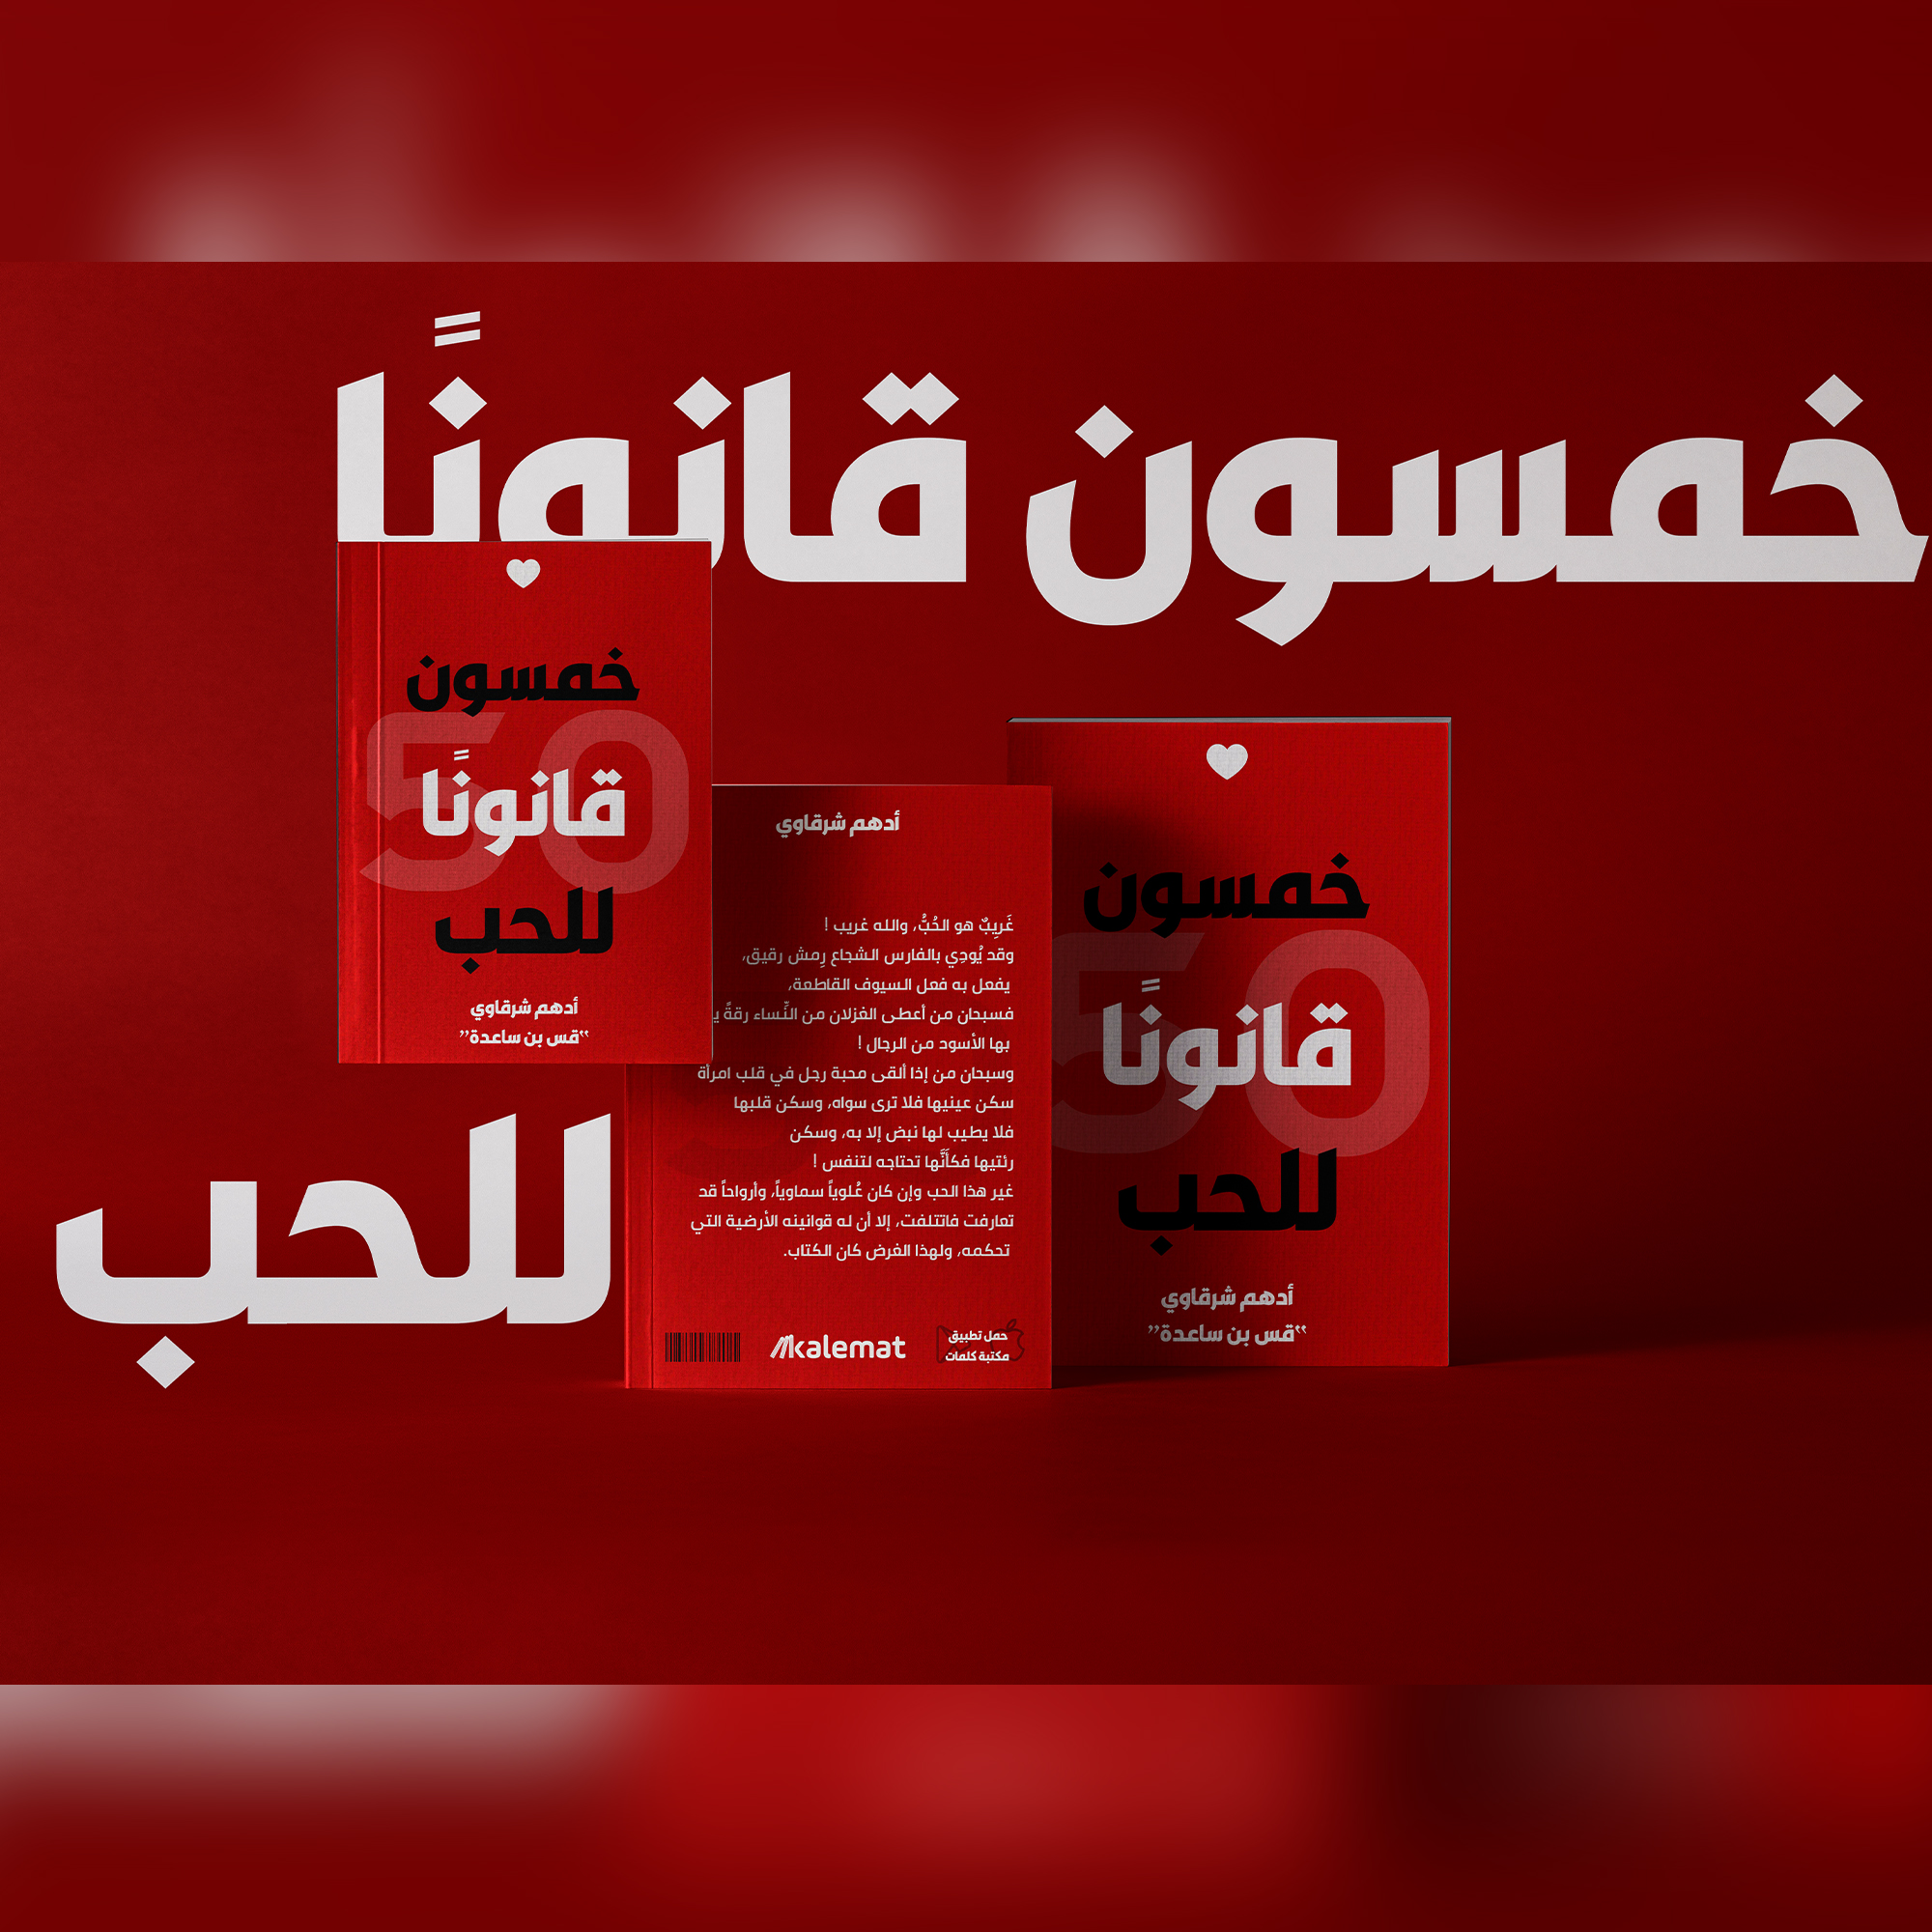 خمسون قانونًا
للحب
خمسون
50
قانونًا
للحب
أدهم شرقاوي
"قس بن ساعدة"
أدهم شرقاوي
غَرِيبٌ هو الحُبُّ، والله غريب !
وقد يُودِي بالفارس الشجاع رِمش رقيق،
يفعل به فعل السيوف القاطعة،
فسبحان من أعطى الغزلان من النِّساء رقةً
بها الأسود من الرجال !
وسبحان من إذا ألقى محبة رجل في قلب امرأة
سكن عينيها فلا ترى سواه، وسكن قلبها
فلا يطيب لها نبض إلا به، وسكن
رئتيها فكأنَّها تحتاجه لتنفس !
غير هذا الحب وإن كان عُلوياً سماوياً، وأرواحاً قد
تعارفت فائتلفت، إلا أن له قوانينه الأرضية التي
تحكمه، ولهذا الغرض كان الكتاب.
kalemat
حمل تطبيق
مكتبة كلمات
خمسون
50
قانونًا
للحب
أدهم شرقاوي
"قس بن ساعدة"